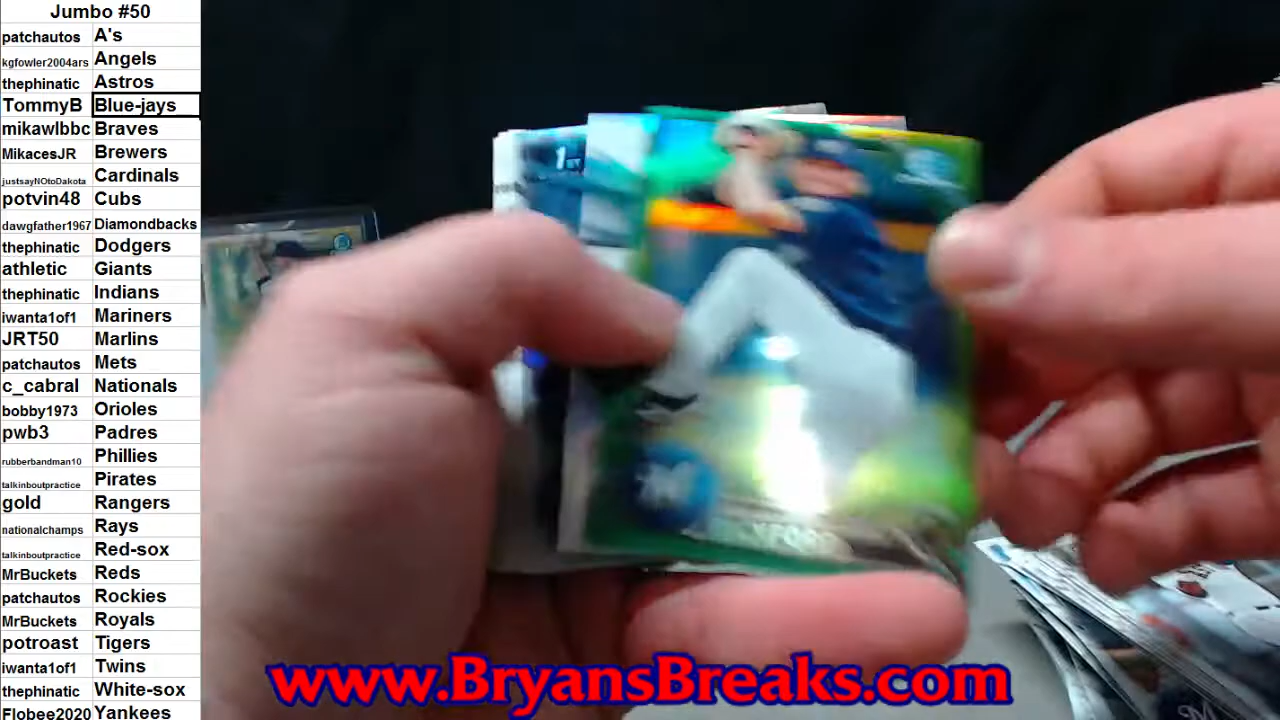 Jumbo #50
patchautos A's
kgfowler2004ars Angels
thephinatic Astros
TommyB Blue-jays
mikawlbbc Braves
MikacesJR Brewers
justsayNOtoDakota Cardinals
potvin48 Cubs
dawgfather1967 Diamondbacks
thephinatic Dodgers
athletic Giants
thephinatic Indians
iwanta1of1 Mariners
JRT50 Marlins
patchautos Mets
c_cabral Nationals
bobby1973 Orioles
pwb3 Padres
rubberbandman10 Phillies
talkinboutpractice Pirates
gold Rangers
nationalchamps Rays
talkinboutpractice Red-sox
MrBuckets Reds
patchautos Rockies
MrBuckets Royals
potroast Tigers
iwanta1of1 Twins
thephinatic White-sox
Flobee2020 Yankees
www.BryansBreaks.com